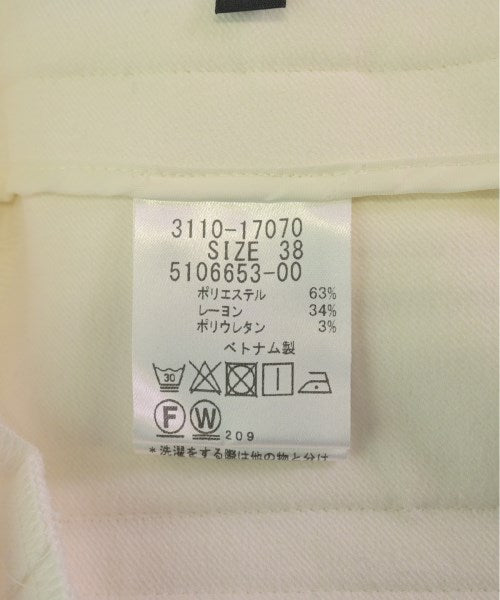 3110-17070
SIZE 38
5106653-00
ポリエステル 63%
レーヨン 34%
ポリウレタン 3%
ベトナム製
30
F W 209
*洗濯をする際は他の物と分け